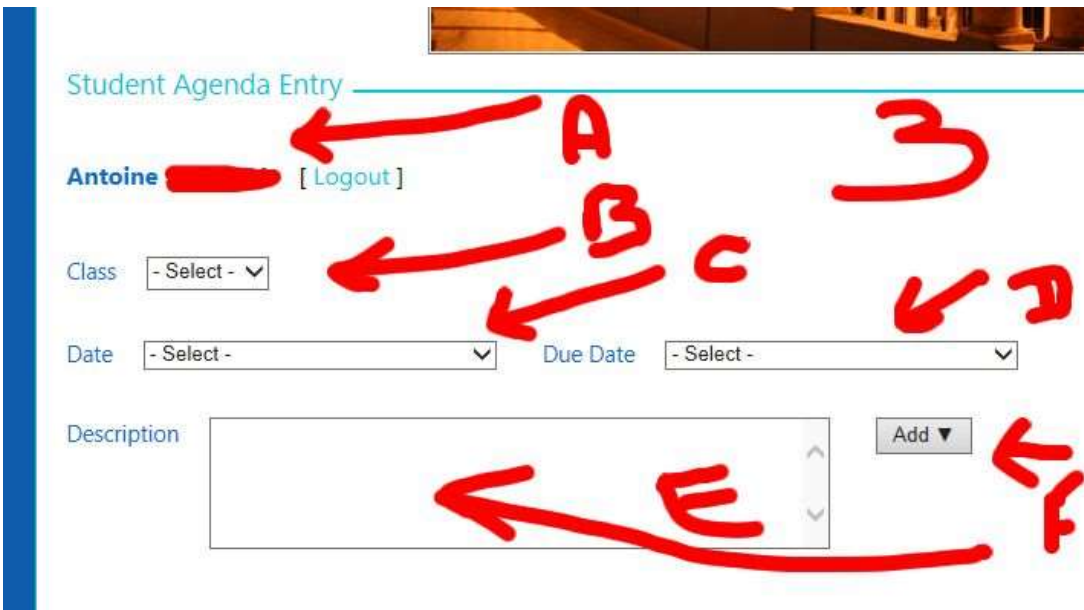 Student Agenda Entry
A
3
Antoine [ Logout ]
B
Class - Select -
C
D
Date - Select - Due Date - Select -
Description Add ▼
E
F